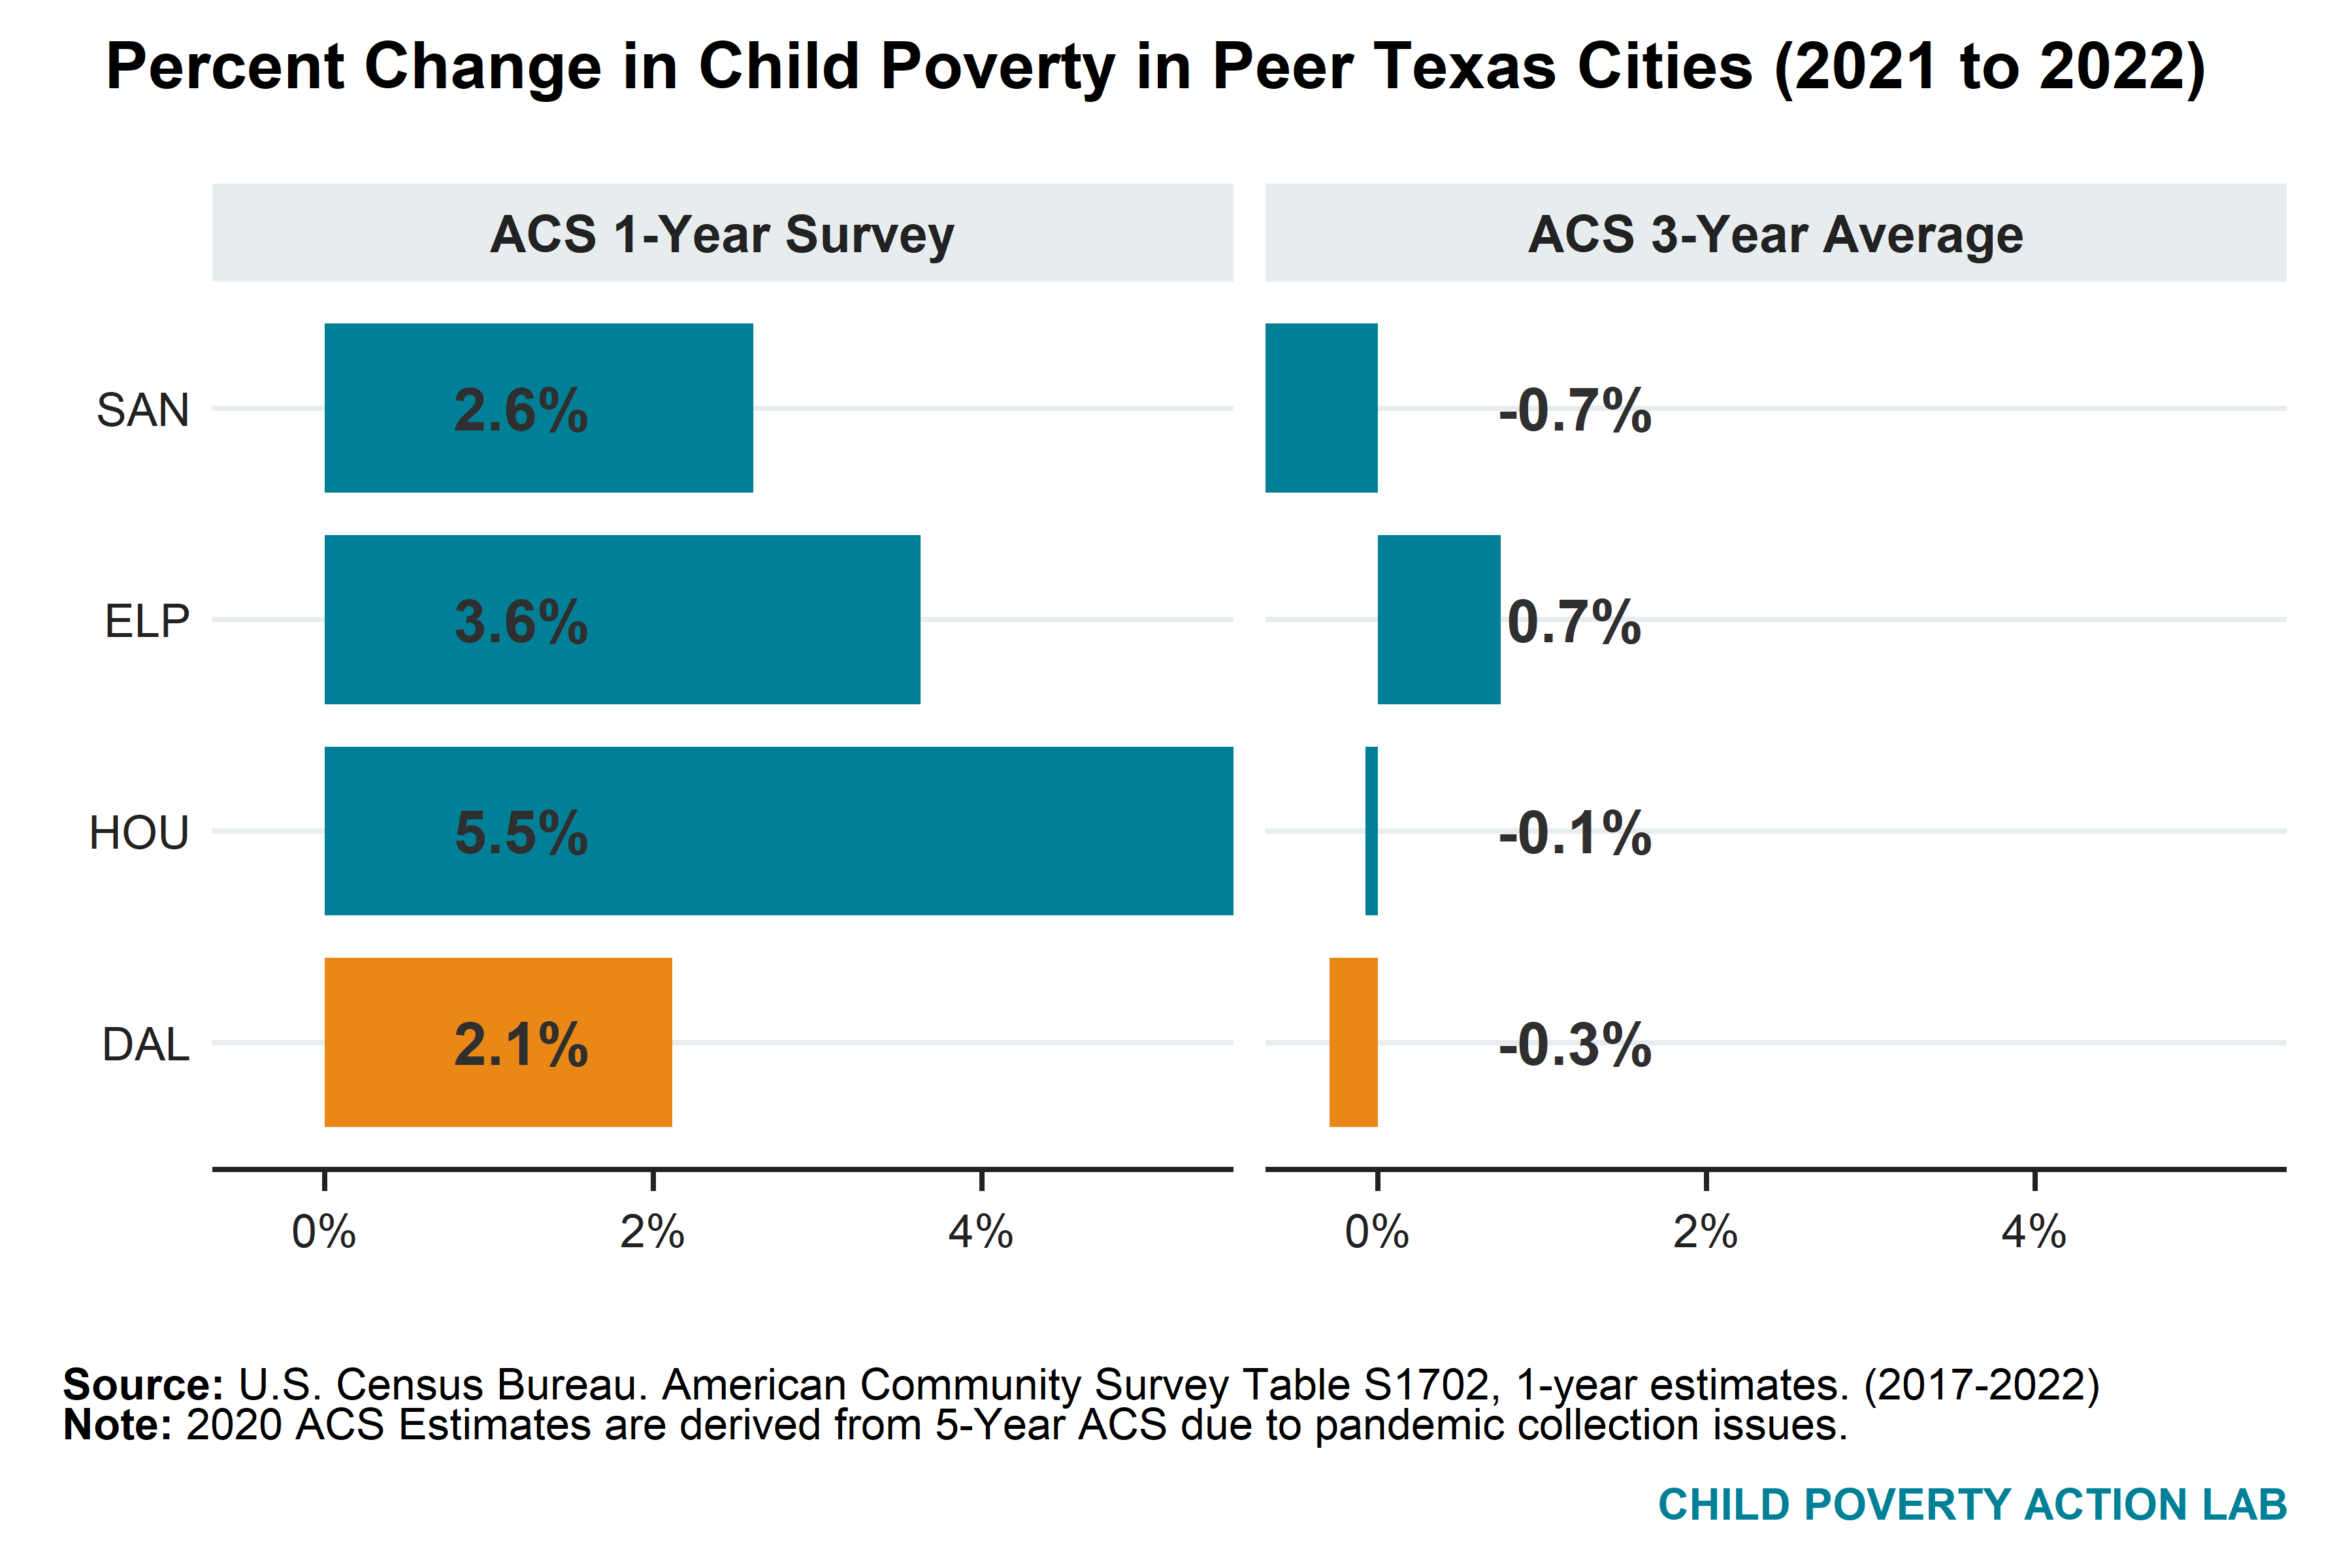 Percent Change in Child Poverty in Peer Texas Cities (2021 to 2022)
ACS 1-Year Survey
ACS 3-Year Average
SAN
2.6%
-0.7%
ELP
3.6%
0.7%
HOU
5.5%
-0.1%
DAL
2.1%
-0.3%
0%
2%
4%
0%
2%
4%
Source: U.S. Census Bureau. American Community Survey Table S1702, 1-year estimates. (2017-2022)
Note: 2020 ACS Estimates are derived from 5-Year ACS due to pandemic collection issues.
CHILD POVERTY ACTION LAB